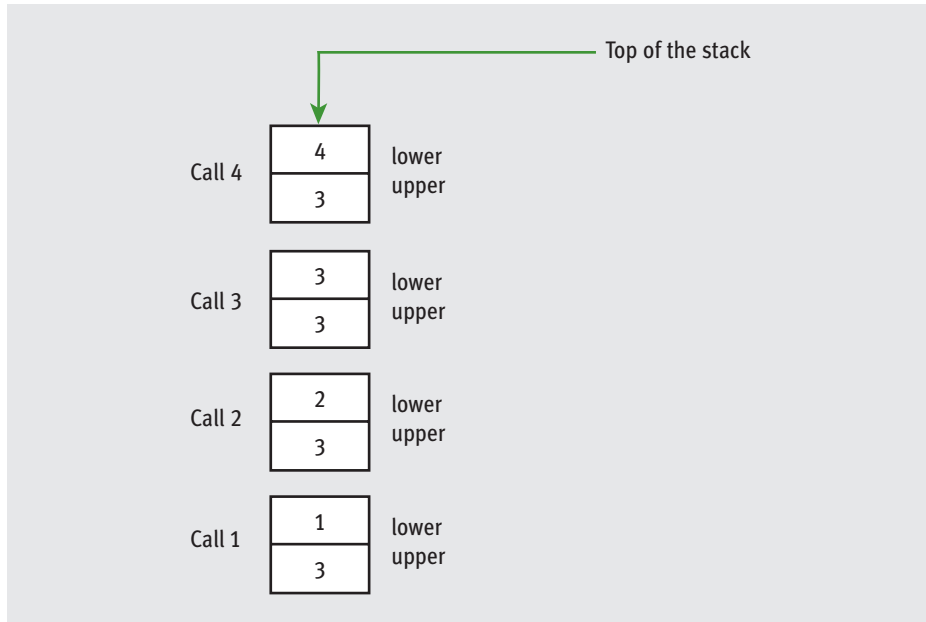 Top of the stack
Call 4
4
lower
3
upper
Call 3
3
lower
3
upper
Call 2
2
lower
3
upper
Call 1
1
lower
3
upper